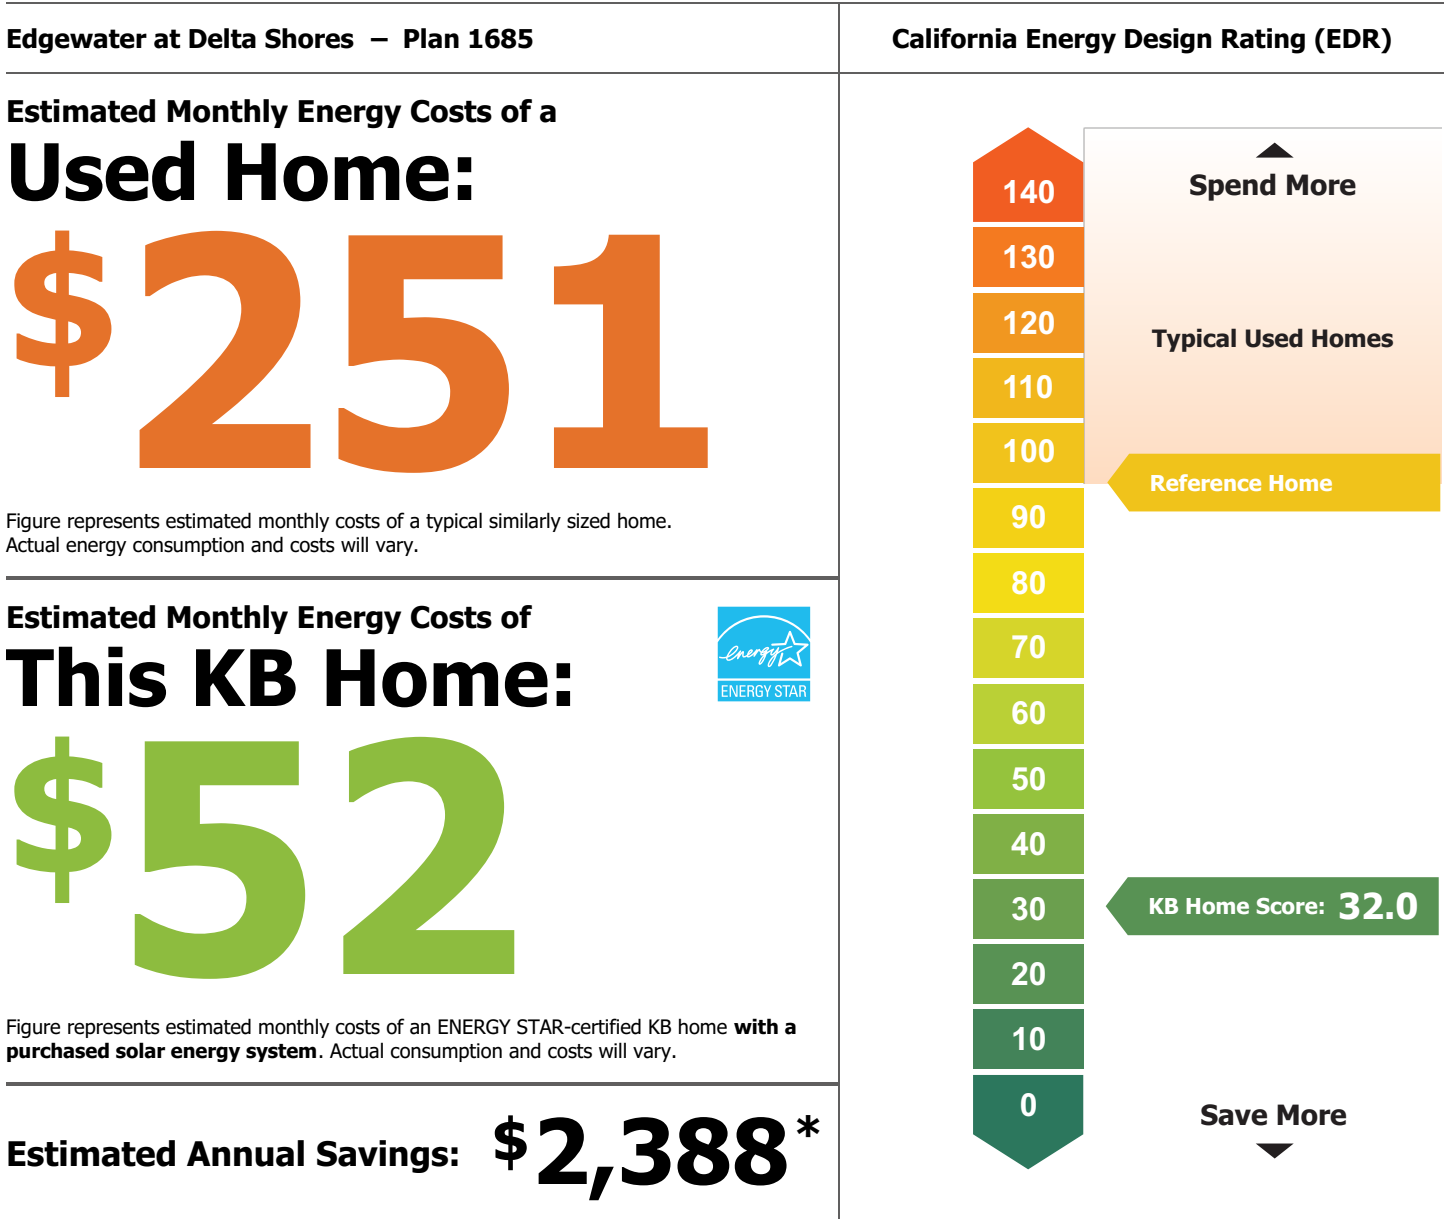 Edgewater at Delta Shores – Plan 1685
Estimated Monthly Energy Costs of a
Used Home:
$251
Figure represents estimated monthly costs of a typical similarly sized home.
Actual energy consumption and costs will vary.
Estimated Monthly Energy Costs of
This KB Home:
energy
ENERGY STAR
$52
Figure represents estimated monthly costs of an ENERGY STAR-certified KB home with a
purchased solar energy system. Actual consumption and costs will vary.
Estimated Annual Savings: $2,388*
California Energy Design Rating (EDR)
Spend More
140
130
120
Typical Used Homes
110
100
Reference Home
90
80
70
60
50
40
30
KB Home Score: 32.0
20
10
0
Save More